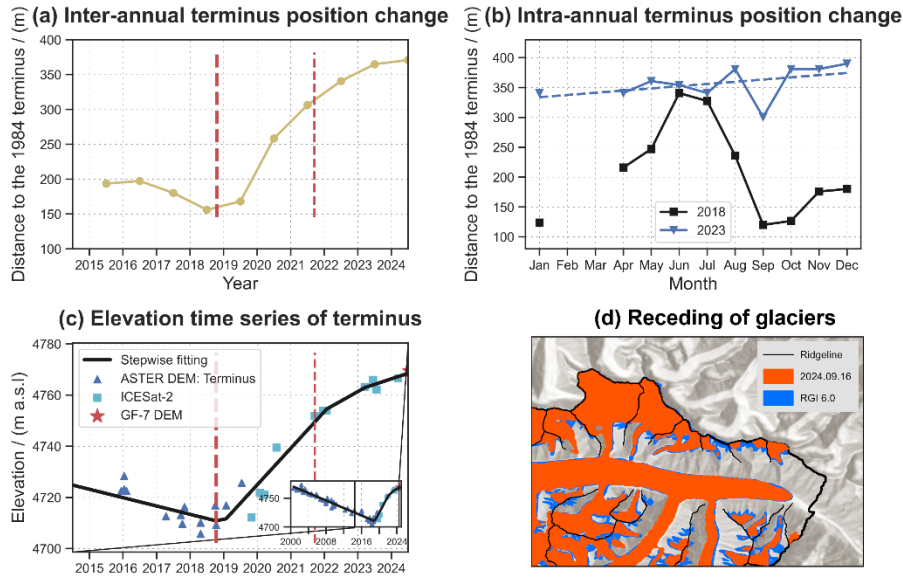 (a) Inter-annual terminus position change
Distance to the 1984 terminus / (m)
400
350
300
250
200
150
100
2015 2016 2017 2018 2019 2020 2021 2022 2023 2024
Year
(b) Intra-annual terminus position change
Distance to the 1984 terminus / (m)
400
350
300
250
200
150
100
2018
2023
Jan Feb Mar Apr May Jun Jul Aug Sep Oct Nov Dec
Month
(c) Elevation time series of terminus
Elevation / (m a.s.l)
4780
4760
4740
4720
4700
Stepwise fitting
ASTER DEM: Terminus
ICESat-2
GF-7 DEM
4750
4700
2000 2008 2016 2024
2015 2016 2017 2018 2019 2020 2021 2022 2023 2024
(d) Receding of glaciers
Ridgeline
2024.09.16
RGI 6.0